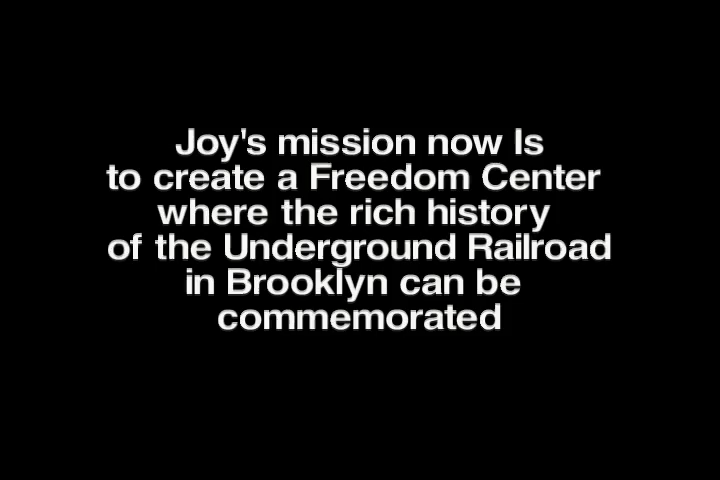 Joy's mission now Is
to create a Freedom Center
where the rich history
of the Underground Railroad
in Brooklyn can be
commemorated